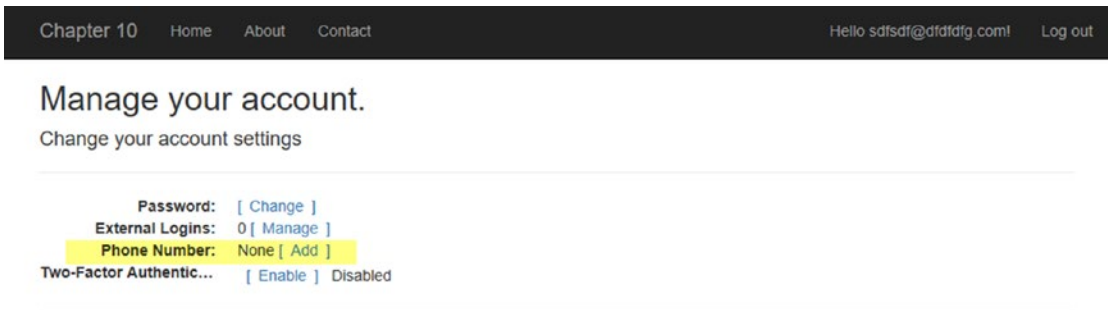 Chapter 10 Home About Contact Hello sdfsdf@dfdfdfg.com! Log out
Manage your account.
Change your account settings
Password: [ Change ]
External Logins: 0 [ Manage ]
Phone Number: None [ Add ]
Two-Factor Authentic... [ Enable ] Disabled